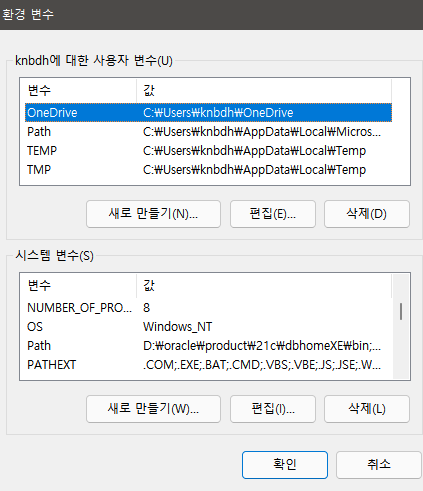 환경 변수
knbdh에 대한 사용자 변수(U)
변수 값
OneDrive C:₩Users₩knbdh₩OneDrive
Path C:₩Users₩knbdh₩AppData₩Local₩Micros...
TEMP C:₩Users₩knbdh₩AppData₩Local₩Temp
TMP C:₩Users₩knbdh₩AppData₩Local₩Temp
새로 만들기(N)... 편집(E)... 삭제(D)
시스템 변수(S)
변수 값
NUMBER_OF_PRO... 8
OS Windows_NT
Path D:₩oracle₩product₩21c₩dbhomeXE₩bin;...
PATHEXT .COM;.EXE;.BAT;.CMD;.VBS;.VBE;.JS;.JSE;.W...
새로 만들기(W)... 편집(I)... 삭제(L)
확인 취소